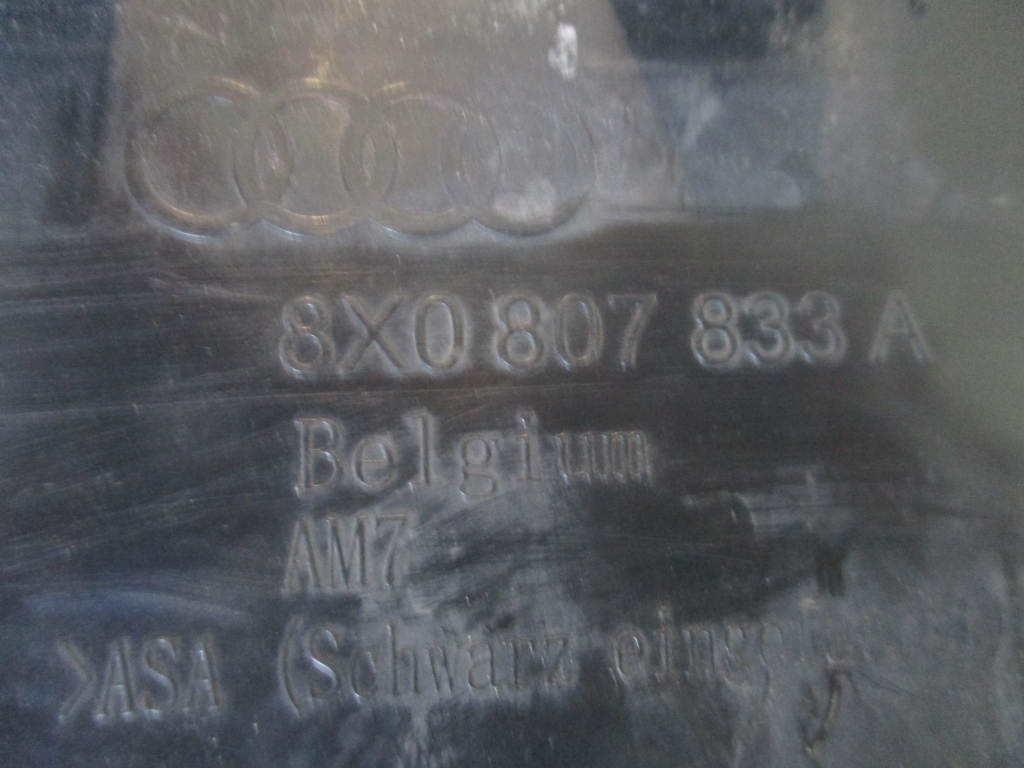 8X0 807 833 A
Belgium
AM7
>ASA (Schwarz